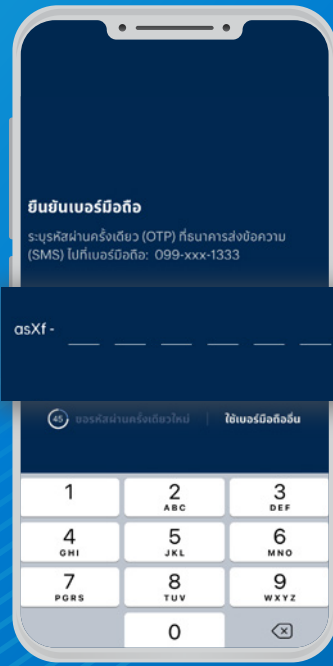 ยืนยันเบอร์มือถือ
ระบุรหัสผ่านครั้งเดียว (OTP) ที่ธนาคารส่งข้อความ
(SMS) ไปที่เบอร์มือถือ: 099-xxx-1333
asXf -
45 ขอรหัสผ่านครั้งเดียวใหม่ | ใช้เบอร์มือถืออื่น
1 2 3
ABC DEF
4 5 6
GHI JKL MNO
7 8 9
PQRS TUV WXYZ
0